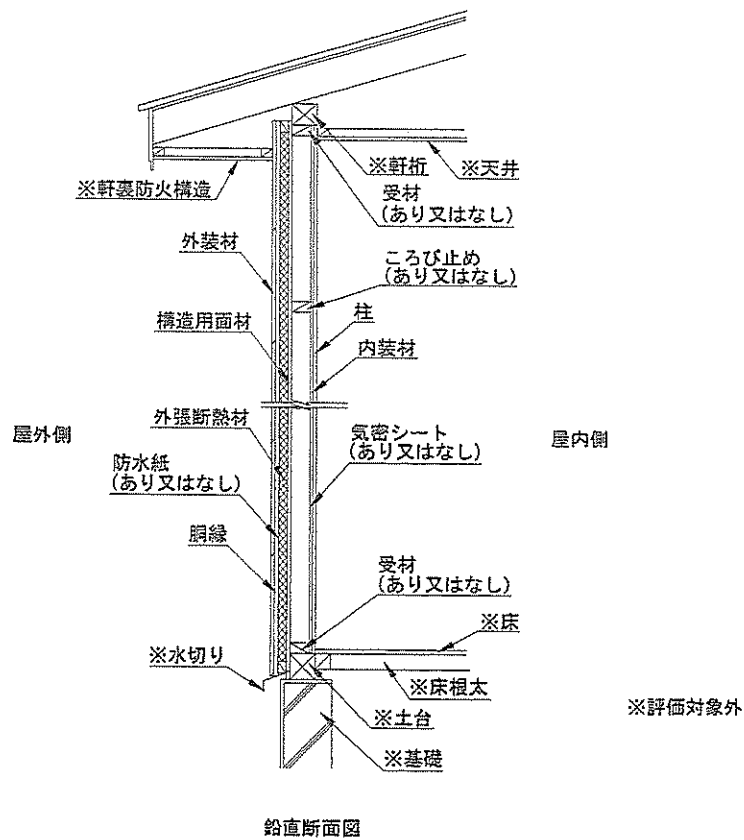 ※軒桁
※天井
※軒裏防火構造
受材
(あり又はなし)
外装材
ころび止め
(あり又はなし)
構造用面材
柱
内装材
屋外側
外張断熱材
気密シート
(あり又はなし)
屋内側
防水紙
(あり又はなし)
胴縁
受材
(あり又はなし)
※床
※水切り
※床根太
※土台
※評価対象外
※基礎
鉛直断面図